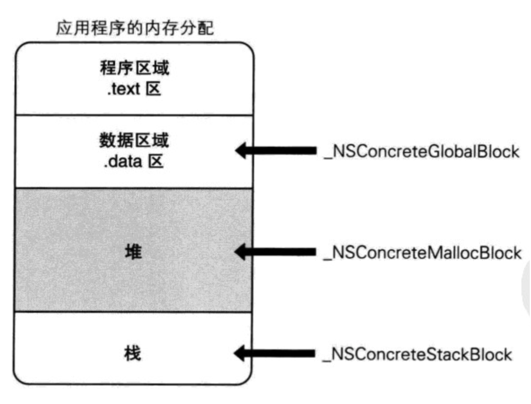 应用程序的内存分配
程序区域
.text 区
数据区域
.data 区
_NSConcreteGlobalBlock
堆
_NSConcreteMallocBlock
栈
_NSConcreteStackBlock